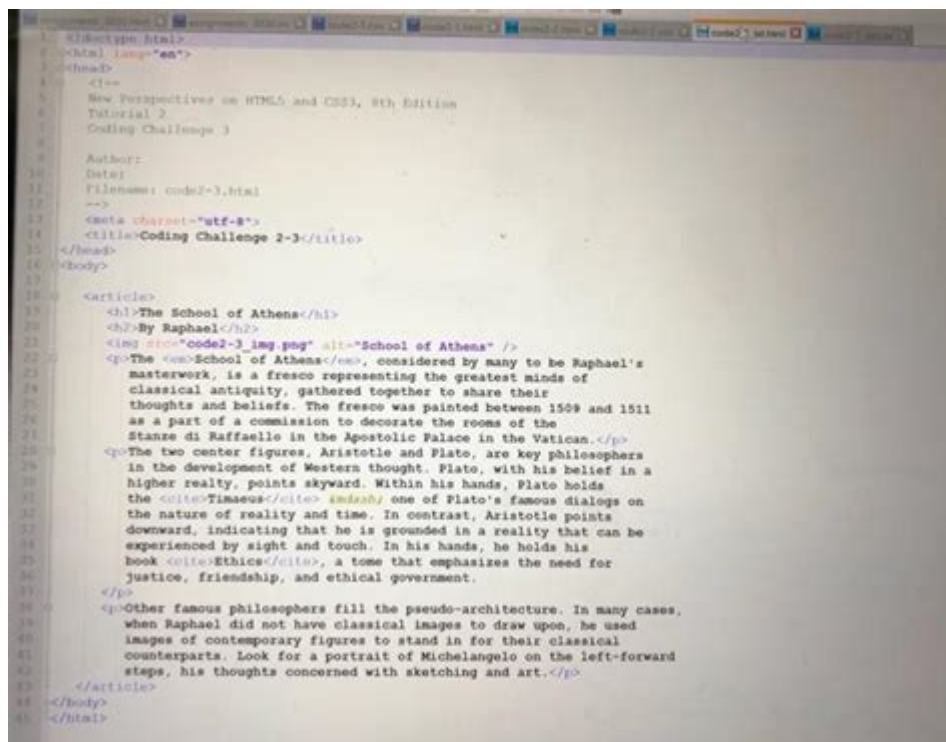 code2-3_txt.html
<!doctype html>
<html lang="en">
<head>
<!--
New Perspectives on HTML5 and CSS3, 8th Edition
Tutorial 2
Coding Challenge 3
Author:
Date:
Filename: code2-3.html
-->
<meta charset="utf-8">
<title>Coding Challenge 2-3</title>
</head>
<body>
<article>
<h1>The School of Athens</h1>
<h2>By Raphael</h2>
<img src="code2-3_img.png" alt="School of Athens" />
<p>The <em>School of Athens</em>, considered by many to be Raphael's
masterwork, is a fresco representing the greatest minds of
classical antiquity, gathered together to share their
thoughts and beliefs. The fresco was painted between 1509 and 1511
as a part of a commission to decorate the rooms of the
Stanze di Raffaello in the Apostolic Palace in the Vatican.</p>
<p>The two center figures, Aristotle and Plato, are key philosophers
in the development of Western thought. Plato, with his belief in a
higher realty, points skyward. Within his hands, Plato holds
the <cite>Timaeus</cite> &mdash; one of Plato's famous dialogs on
the nature of reality and time. In contrast, Aristotle points
downward, indicating that he is grounded in a reality that can be
experienced by sight and touch. In his hands, he holds his
book <cite>Ethics</cite>, a tome that emphasizes the need for
justice, friendship, and ethical government.
</p>
<p>Other famous philosophers fill the pseudo-architecture. In many cases,
when Raphael did not have classical images to draw upon, he used
images of contemporary figures to stand in for their classical
counterparts. Look for a portrait of Michelangelo on the left-forward
steps, his thoughts concerned with sketching and art.</p>
</article>
</body>
</html>